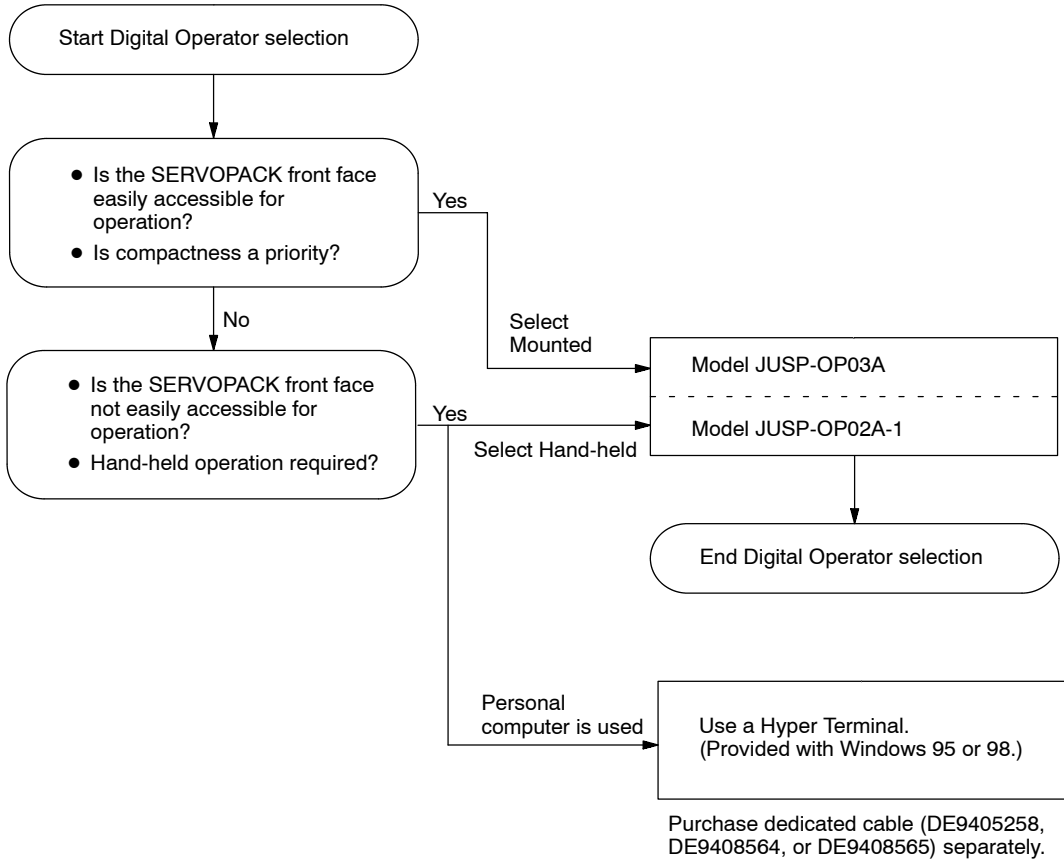 Start Digital Operator selection
● Is the SERVOPACK front face
easily accessible for
operation?
● Is compactness a priority?
Yes
No
Select
Mounted
Model JUSP-OP03A
● Is the SERVOPACK front face
not easily accessible for
operation?
● Hand-held operation required?
Yes
Select Hand-held
Model JUSP-OP02A-1
End Digital Operator selection
Personal
computer is used
Use a Hyper Terminal.
(Provided with Windows 95 or 98.)
Purchase dedicated cable (DE9405258,
DE9408564, or DE9408565) separately.